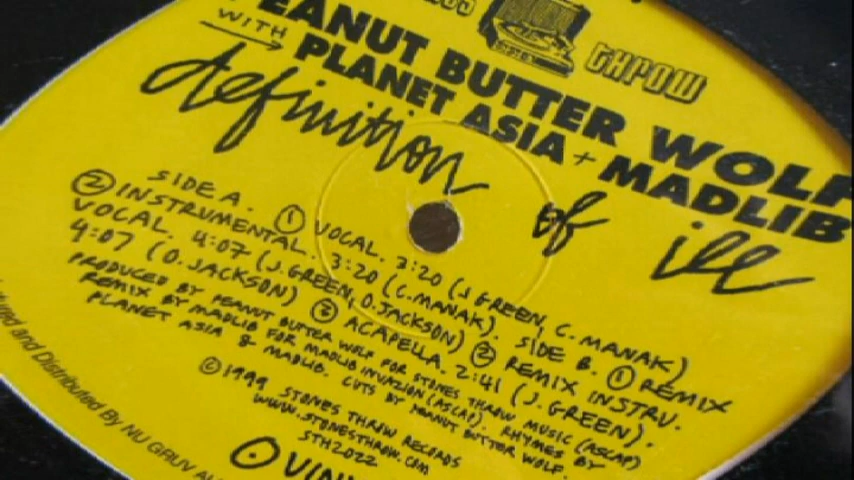 THROW
PEANUT BUTTER WOLF
WITH PLANET ASIA + MADLIB
definition of ill
SIDE A. ① VOCAL. 3:20 (J GREEN, C. MANAK)
② INSTRUMENTAL. 3:20 (C. MANAK). SIDE B. ① REMIX
VOCAL. 4:07 (J. GREEN, O. JACKSON) ② REMIX INSTRU.
4:07 (O. JACKSON) ③ ACAPELLA. 2:41 (J. GREEN).
PRODUCED BY PEANUT BUTTER WOLF FOR STONES THROW MUSIC (ASCAP)
REMIX BY MADLIB FOR MADLIB INVASION (ASCAP). RHYMES BY
PLANET ASIA & MADLIB. CUTS BY PEANUT BUTTER WOLF.
©1999 STONES THROW RECORDS
WWW.STONESTHROW.COM
STH2022
and Distributed By NU GRUV